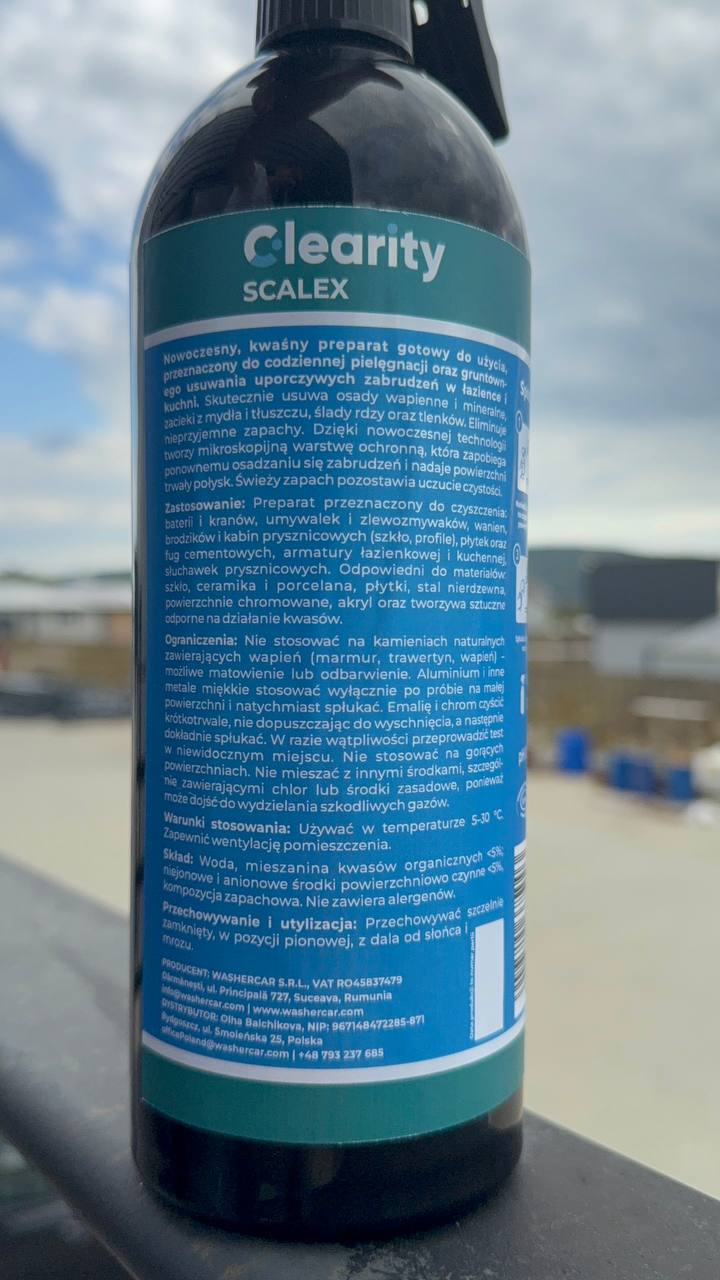 Clearity
SCALEX
Nowoczesny, kwaśny preparat gotowy do użycia,
przeznaczony do codziennej pielęgnacji oraz gruntown-
ego usuwania uporczywych zabrudzeń w łazience i
kuchni. Skutecznie usuwa osady wapienne i mineralne,
zacieki z mydła i tłuszczu, ślady rdzy oraz tlenków. Eliminuje
nieprzyjemne zapachy. Dzięki nowoczesnej technologii
tworzy mikroskopijną warstwę ochronną, która zapobiega
ponownemu osadzaniu się zabrudzeń i nadaje powierzchni
trwały połysk. Świeży zapach pozostawia uczucie czystości.
Zastosowanie: Preparat przeznaczony do czyszczenia:
baterii i kranów, umywalek i zlewozmywaków, wanien,
brodzików i kabin prysznicowych (szkło, profile), płytek oraz
fug cementowych, armatury łazienkowej i kuchennej,
słuchawek prysznicowych. Odpowiedni do materiałów:
szkło, ceramika i porcelana, płytki, stal nierdzewna,
powierzchnie chromowane, akryl oraz tworzywa sztuczne
odporne na działanie kwasów.
Ograniczenia: Nie stosować na kamieniach naturalnych
zawierających wapień (marmur, trawertyn, wapień) –
możliwe matowienie lub odbarwienie. Aluminium i inne
metale miękkie stosować wyłącznie po próbie na małej
powierzchni i natychmiast spłukać. Emalię i chrom czyścić
krótkotrwale, nie dopuszczając do wyschnięcia, a następnie
dokładnie spłukać. W razie wątpliwości przeprowadzić test
w niewidocznym miejscu. Nie stosować na gorących
powierzchniach. Nie mieszać z innymi środkami, szczegól-
nie zawierającymi chlor lub środki zasadowe, ponieważ
może dojść do wydzielania szkodliwych gazów.
Warunki stosowania: Używać w temperaturze 5–30 °C.
Zapewnić wentylację pomieszczenia.
Skład: Woda, mieszanina kwasów organicznych <5%;
niejonowe i anionowe środki powierzchniowo czynne <5%,
kompozycja zapachowa. Nie zawiera alergenów.
Przechowywanie i utylizacja: Przechowywać szczelnie
zamknięty, w pozycji pionowej, z dala od słońca i
mrozu.
PRODUCENT: WASHERCAR S.R.L., VAT RO45837479
Dărmănești, ul. Principală 727, Suceava, Rumunia
info@washercar.com | www.washercar.com
DYSTRYBUTOR: Olha Balchikova, NIP: 967148472285-871
Bydgoszcz, ul. Smoleńska 25, Polska
officePoland@washercar.com | +48 793 237 685